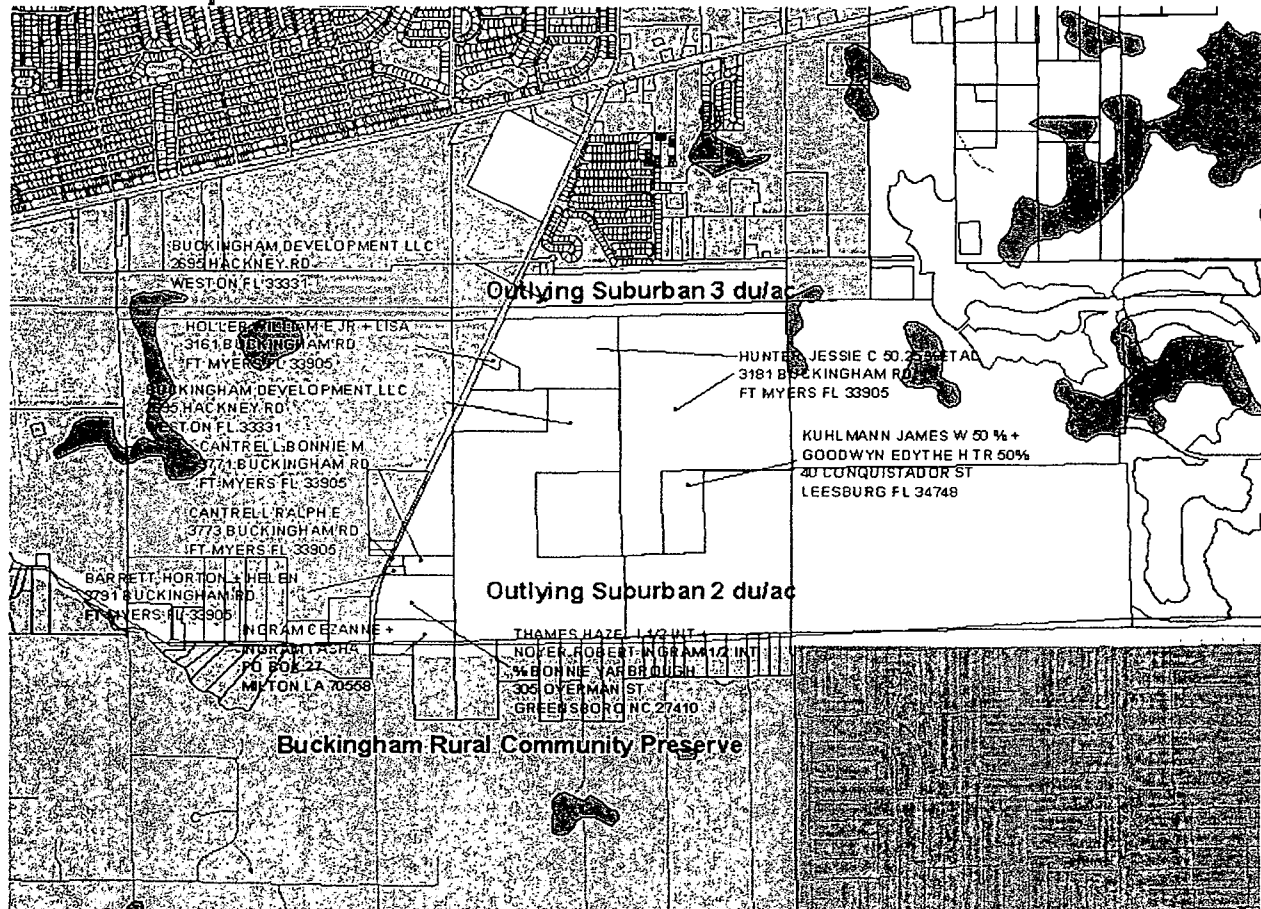 BUCKINGHAM DEVELOPMENT LLC
2695 HACKNEY RD
WESTON FL 33331
Outlying Suburban 3 du/ac
HOLLER WILLIAM E JR + LISA
3161 BUCKINGHAM RD
FT MYERS FL 33905
HUNTER JESSIE C 50.25% ET AL
3181 BUCKINGHAM RD
FT MYERS FL 33905
BUCKINGHAM DEVELOPMENT LLC
HACKNEY RD
WESTON FL 33331
CANTRELL BONNIE M
3771 BUCKINGHAM RD
FT MYERS FL 33905
KUHLMANN JAMES W 50 % +
GOODWYN EDYTHE H TR 50%
40 CONQUISTADOR ST
LEESBURG FL 34748
CANTRELL RALPH E
3773 BUCKINGHAM RD
FT MYERS FL 33905
BARRETT HORTON + HELEN
3791 BUCKINGHAM RD
FT MYERS FL 33905
Outlying Suburban 2 du/ac
INGRAM CEZANNE +
INGRAM TASHA
PO BOX 27
MILTON LA 70558
THAMES HAZEL I 1/2 INT +
NOYER ROBERT INGRAM 1/2 INT
% BONNIE YARBROUGH
305 OVERMAN ST
GREENSBORO NC 27410
Buckingham Rural Community Preserve